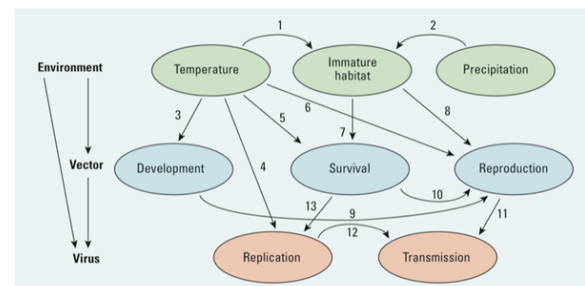 1
2
Environment
Temperature
Immature
habitat
Precipitation
3
5
6
7
8
4
Vector
Development
Survival
Reproduction
10
13
9
11
12
Virus
Replication
Transmission